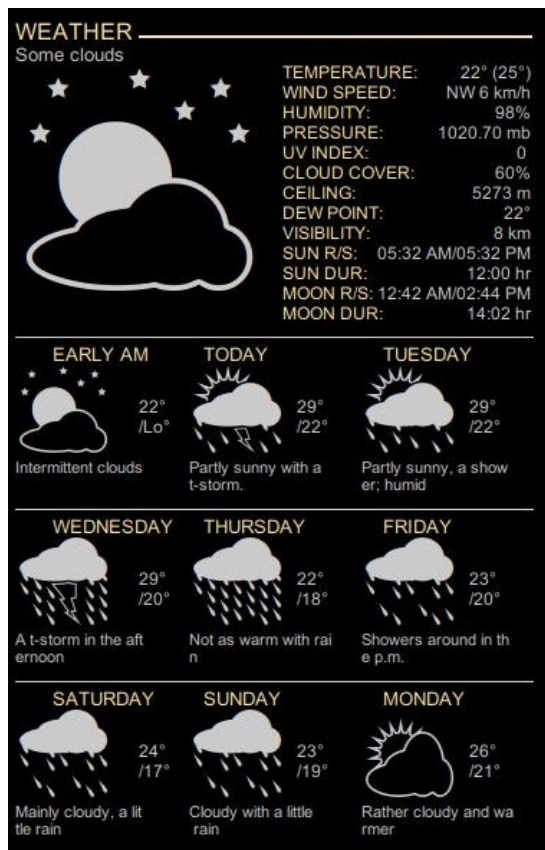 WEATHER
Some clouds
TEMPERATURE: 22° (25°)
WIND SPEED: NW 6 km/h
HUMIDITY: 98%
PRESSURE: 1020.70 mb
UV INDEX: 0
CLOUD COVER: 60%
CEILING: 5273 m
DEW POINT: 22°
VISIBILITY: 8 km
SUN R/S: 05:32 AM/05:32 PM
SUN DUR: 12:00 hr
MOON R/S: 12:42 AM/02:44 PM
MOON DUR: 14:02 hr
EARLY AM
22°
/Lo°
Intermittent clouds
TODAY
29°
/22°
Partly sunny with a
t-storm.
TUESDAY
29°
/22°
Partly sunny, a show
er; humid
WEDNESDAY
29°
/20°
A t-storm in the aft
ernoon
THURSDAY
22°
/18°
Not as warm with rai
n
FRIDAY
23°
/20°
Showers around in th
e p.m.
SATURDAY
24°
/17°
Mainly cloudy, a lit
tle rain
SUNDAY
23°
/19°
Cloudy with a little
rain
MONDAY
26°
/21°
Rather cloudy and wa
rmer